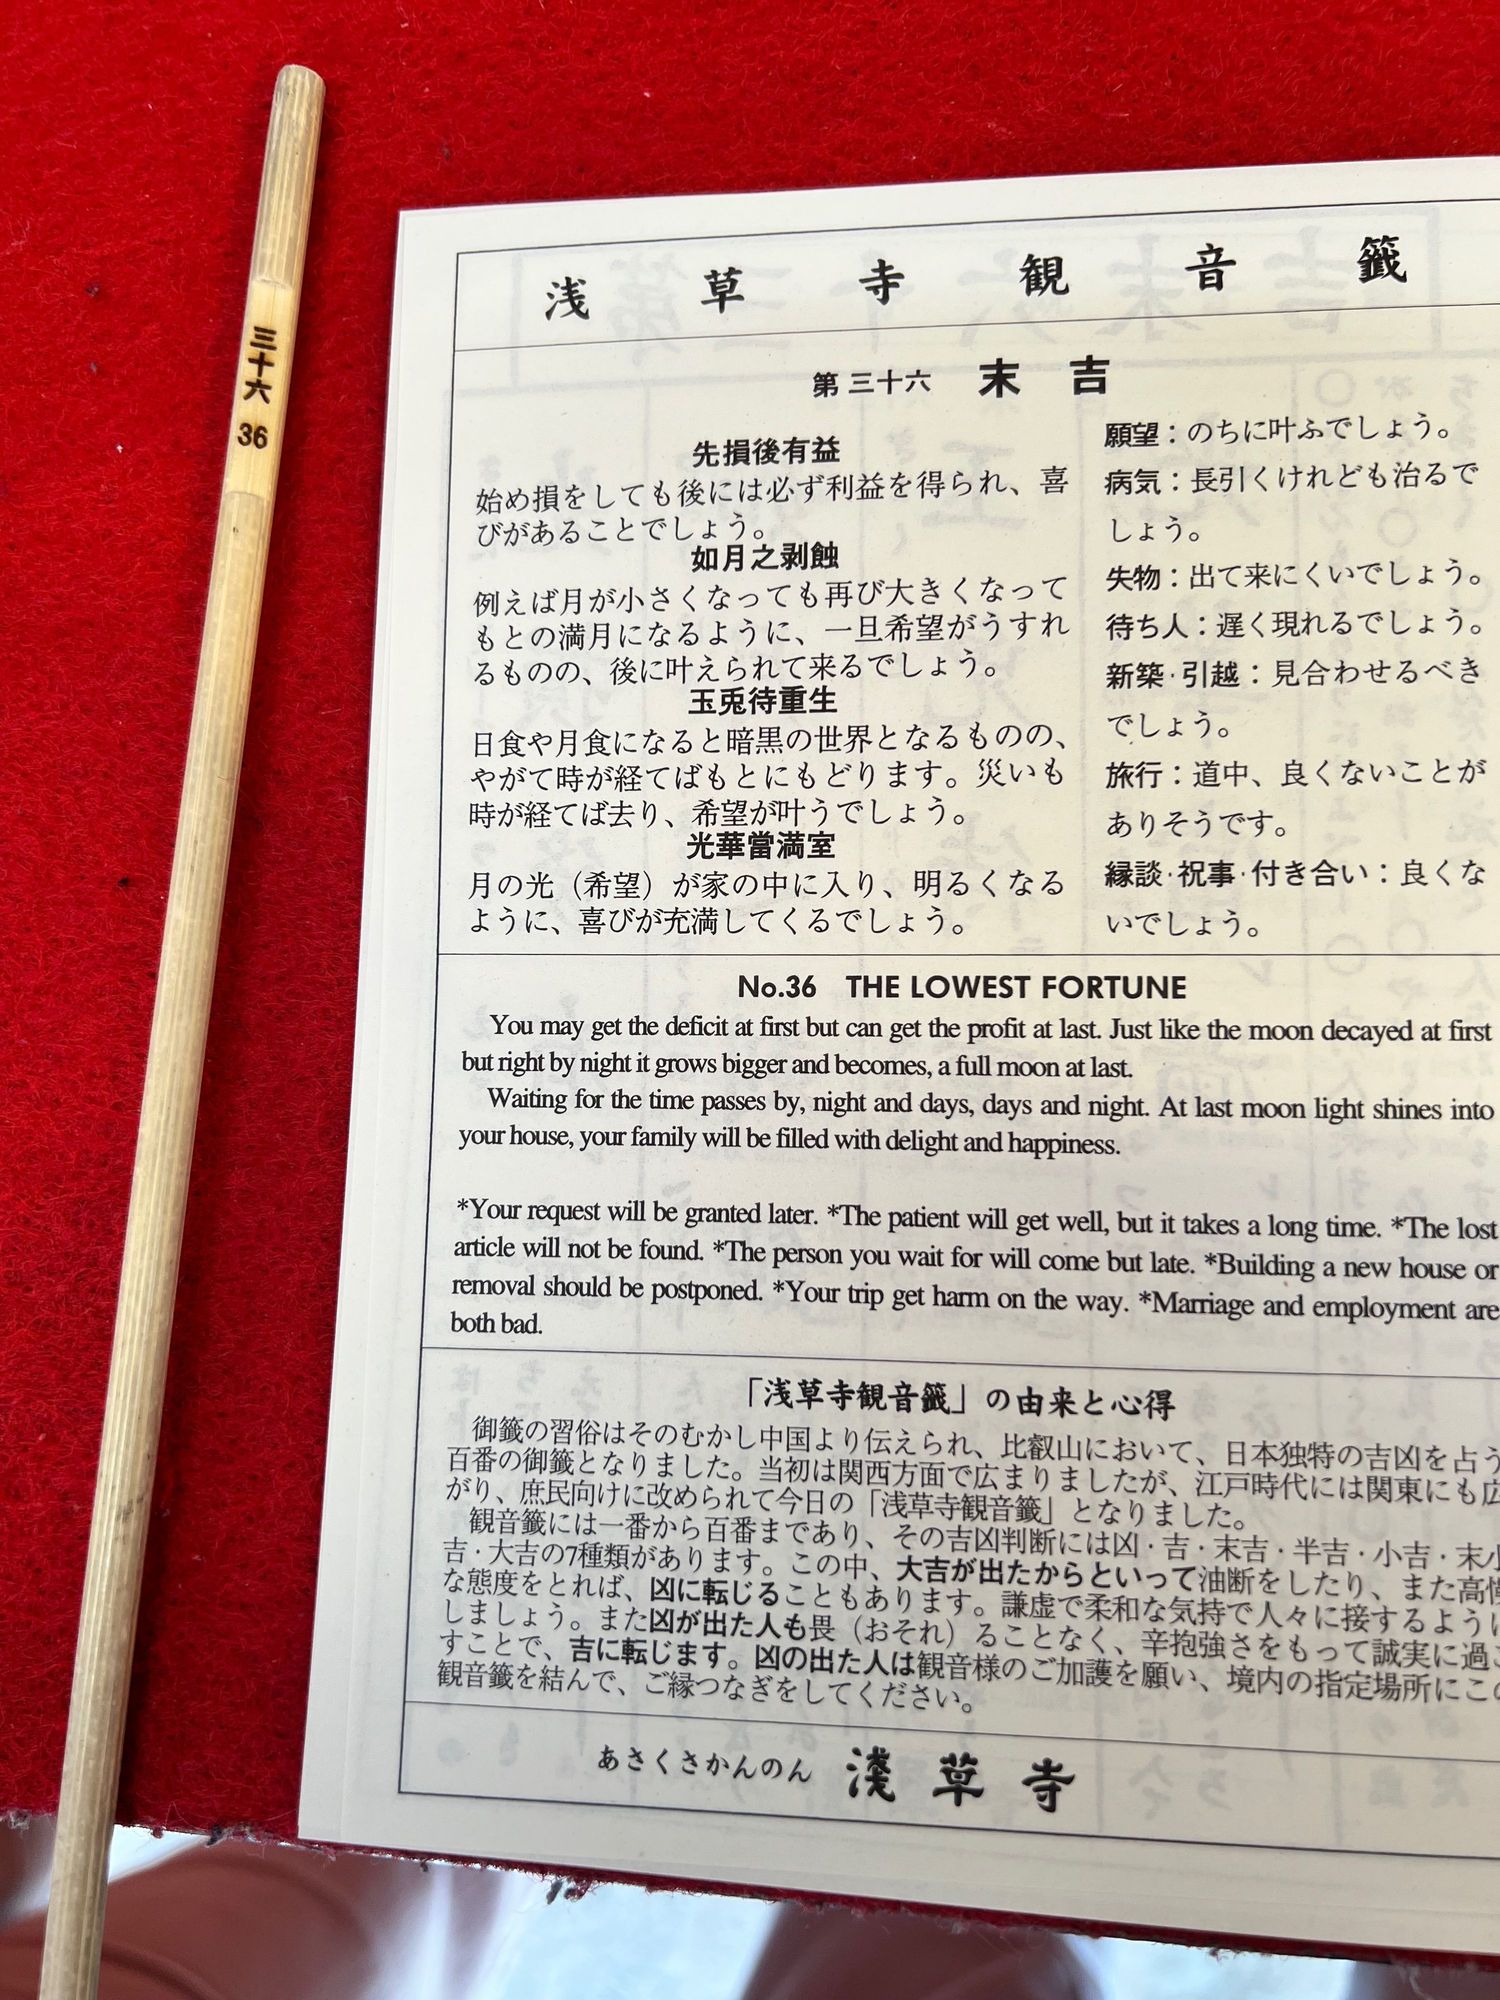 三十六
36
浅草寺観音籤
第三十六 末吉
先損後有益
始め損をしても後には必ず利益を得られ、喜
びがあることでしょう。
如月之剥蝕
例えば月が小さくなっても再び大きくなって
もとの満月になるように、一旦希望がうすれ
るものの、後に叶えられて来るでしょう。
玉兎待重生
日食や月食になると暗黒の世界となるものの、
やがて時が経てばもとにもどります。災いも
時が経てば去り、希望が叶うでしょう。
光華當満室
月の光（希望）が家の中に入り、明るくなる
ように、喜びが充満してくるでしょう。
願望：のちに叶ふでしょう。
病気：長引くけれども治るで
しょう。
失物：出て来にくいでしょう。
待ち人：遅く現れるでしょう。
新築·引越：見合わせるべき
でしょう。
旅行：道中、良くないことが
ありそうです。
縁談·祝事·付き合い：良くな
いでしょう。
No.36 THE LOWEST FORTUNE
You may get the deficit at first but can get the profit at last. Just like the moon decayed at first
but right by night it grows bigger and becomes, a full moon at last.
Waiting for the time passes by, night and days, days and night. At last moon light shines into
your house, your family will be filled with delight and happiness.
*Your request will be granted later. *The patient will get well, but it takes a long time. *The lost
article will not be found. *The person you wait for will come but late. *Building a new house or
removal should be postponed. *Your trip get harm on the way. *Marriage and employment are
both bad.
「浅草寺観音籤」の由来と心得
御籤の習俗はそのむかし中国より伝えられ、比叡山において、日本独特の吉凶を占う
百番の御籤となりました。当初は関西方面で広まりましたが、江戸時代には関東にも広
がり、庶民向けに改められて今日の「浅草寺観音籤」となりました。
観音籤には一番から百番まであり、その吉凶判断には凶·吉·末吉·半吉·小吉·末小
吉·大吉の7種類があります。この中、大吉が出たからといって油断をしたり、また高慢
な態度をとれば、凶に転じることもあります。謙虚で柔和な気持で人々に接するように
しましょう。また凶が出た人も畏（おそれ）ることなく、辛抱強さをもって誠実に過ご
すことで、吉に転じます。凶の出た人は観音様のご加護を願い、境内の指定場所にこの
観音籤を結んで、ご縁つなぎをしてください。
あさくさかんのん 淺草寺